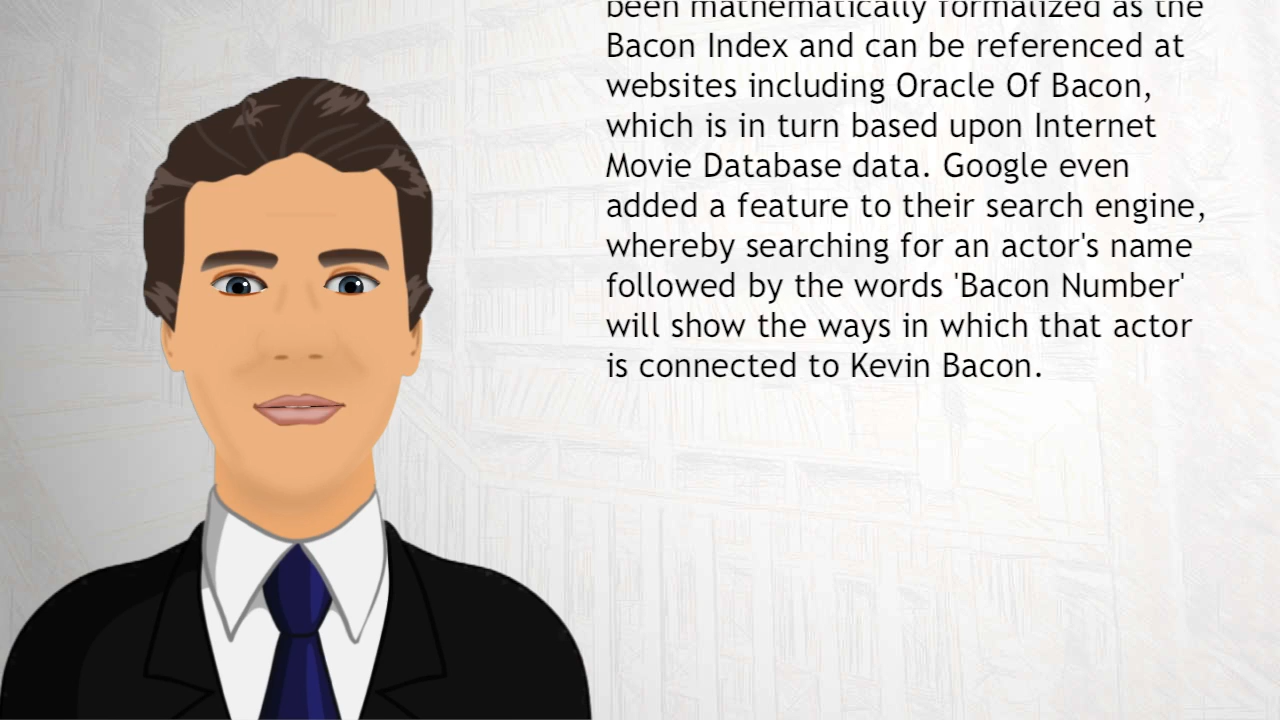 been mathematically formalized as the
Bacon Index and can be referenced at
websites including Oracle Of Bacon,
which is in turn based upon Internet
Movie Database data. Google even
added a feature to their search engine,
whereby searching for an actor's name
followed by the words 'Bacon Number'
will show the ways in which that actor
is connected to Kevin Bacon.